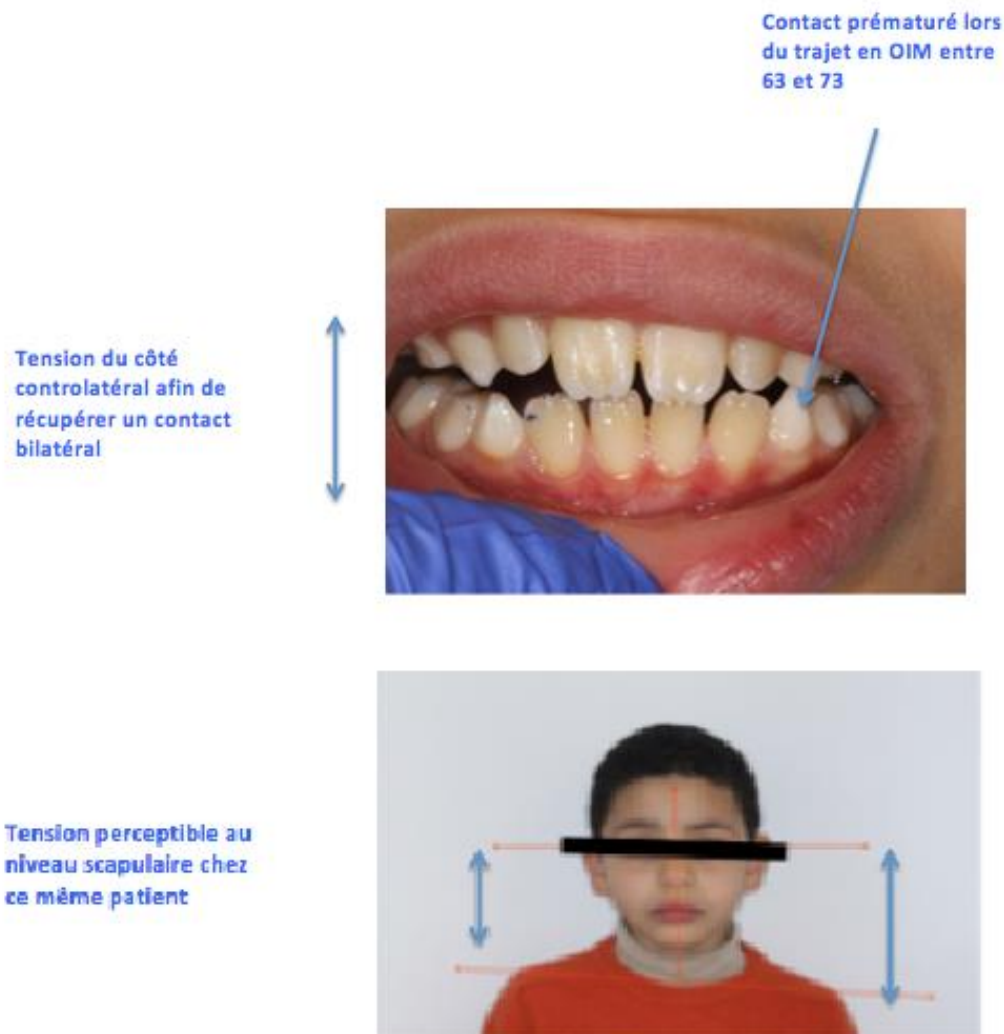 Contact prématuré lors
du trajet en OIM entre
63 et 73
Tension du côté
controlatéral afin de
récupérer un contact
bilatéral
Tension perceptible au
niveau scapulaire chez
ce même patient